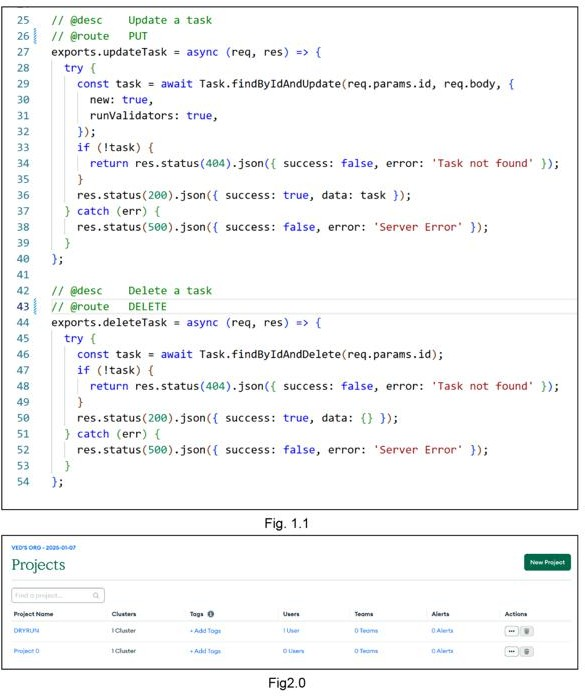 25 // @desc    Update a task
26 // @route   PUT
27 exports.updateTask = async (req, res) => {
28   try {
29     const task = await Task.findByIdAndUpdate(req.params.id, req.body, {
30       new: true,
31       runValidators: true,
32     });
33     if (!task) {
34       return res.status(404).json({ success: false, error: 'Task not found' });
35     }
36     res.status(200).json({ success: true, data: task });
37   } catch (err) {
38     res.status(500).json({ success: false, error: 'Server Error' });
39   }
40 };
41
42 // @desc    Delete a task
43 // @route   DELETE
44 exports.deleteTask = async (req, res) => {
45   try {
46     const task = await Task.findByIdAndDelete(req.params.id);
47     if (!task) {
48       return res.status(404).json({ success: false, error: 'Task not found' });
49     }
50     res.status(200).json({ success: true, data: {} });
51   } catch (err) {
52     res.status(500).json({ success: false, error: 'Server Error' });
53   }
54 };
Fig. 1.1
VED'S ORG - 2025-01-07
Projects
New Project
Find a project...
Project Name Clusters Tags Users Teams Alerts Actions
DRYRUN 1 Cluster + Add Tags 1 User 0 Teams 0 Alerts
Project 0 1 Cluster + Add Tags 0 Users 0 Teams 0 Alerts
Fig2.0